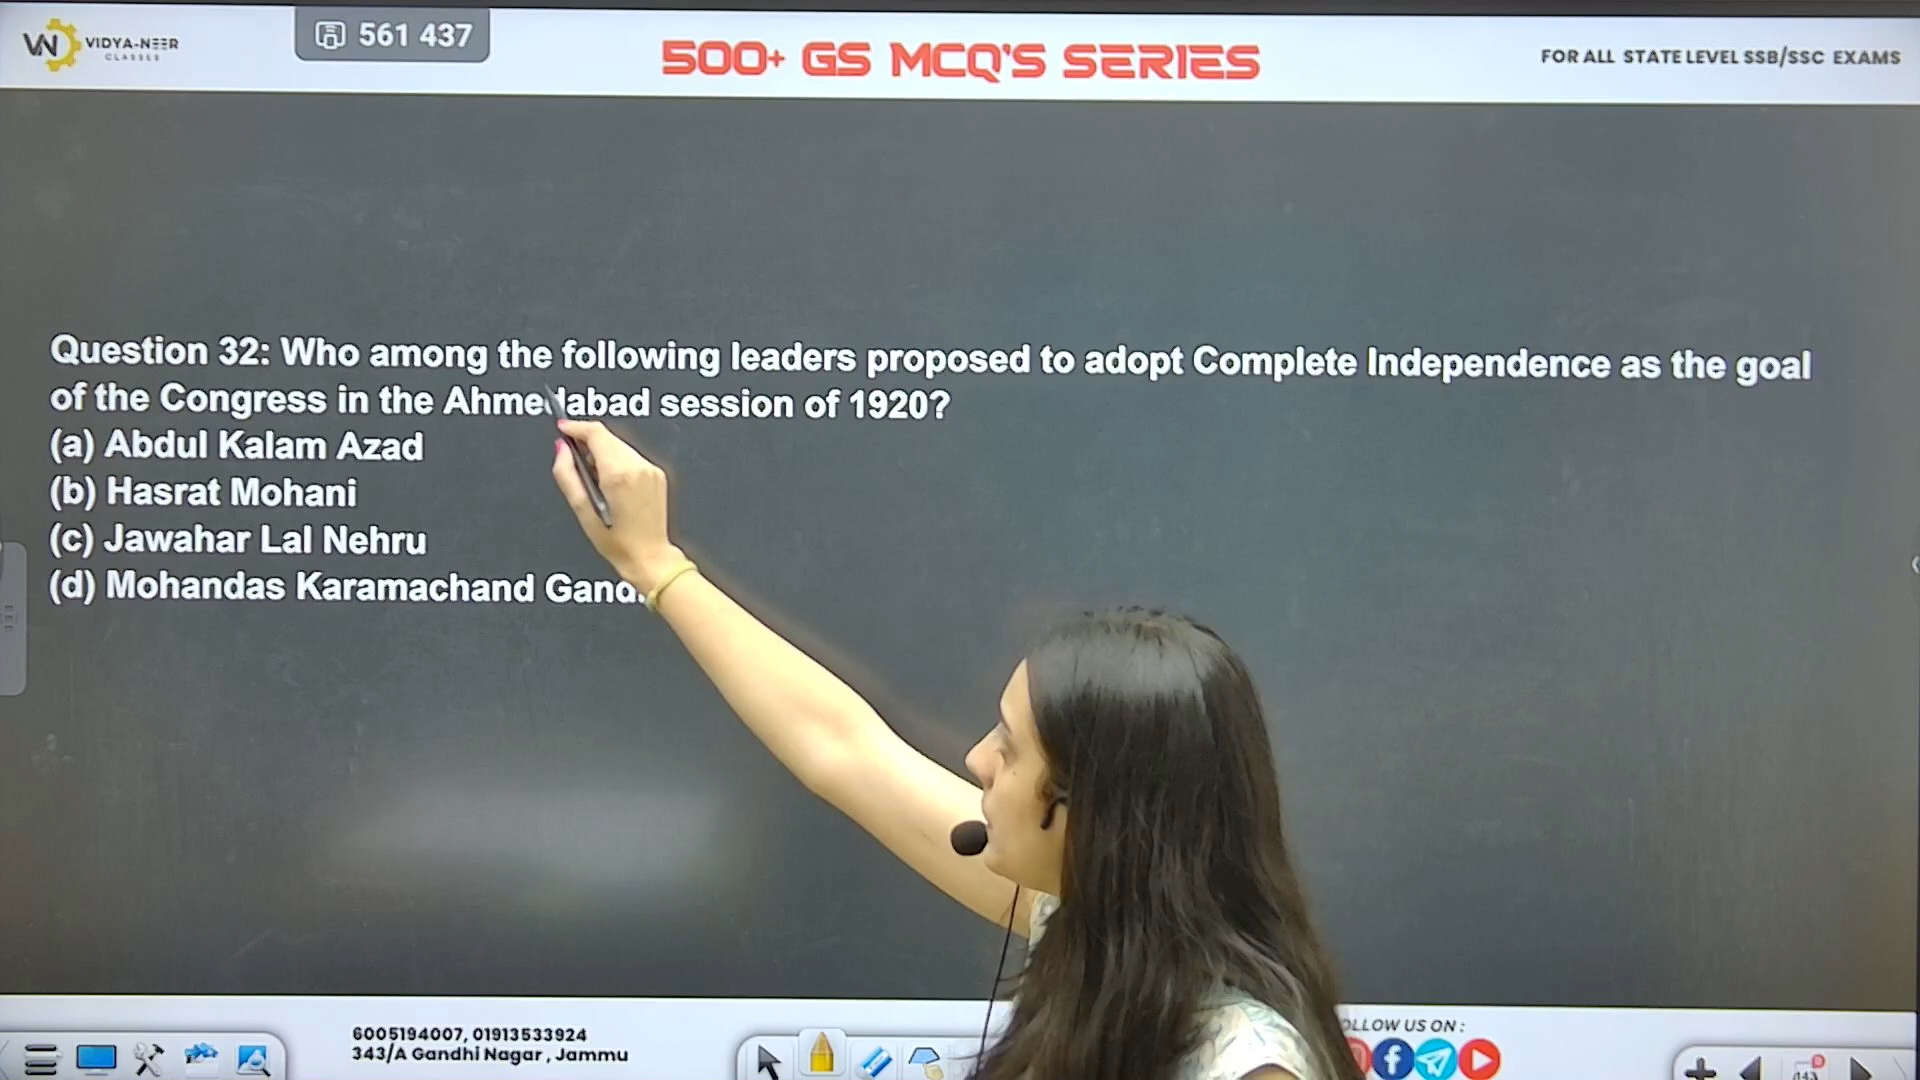 VN VIDYA-NEER
CLASSES
561 437
500+ GS MCQ'S SERIES
FOR ALL STATE LEVEL SSB/SSC EXAMS
Question 32: Who among the following leaders proposed to adopt Complete Independence as the goal
of the Congress in the Ahmedabad session of 1920?
(a) Abdul Kalam Azad
(b) Hasrat Mohani
(c) Jawahar Lal Nehru
(d) Mohandas Karamachand
6005194007, 01913533924
343/A Gandhi Nagar, Jammu
US ON :
143